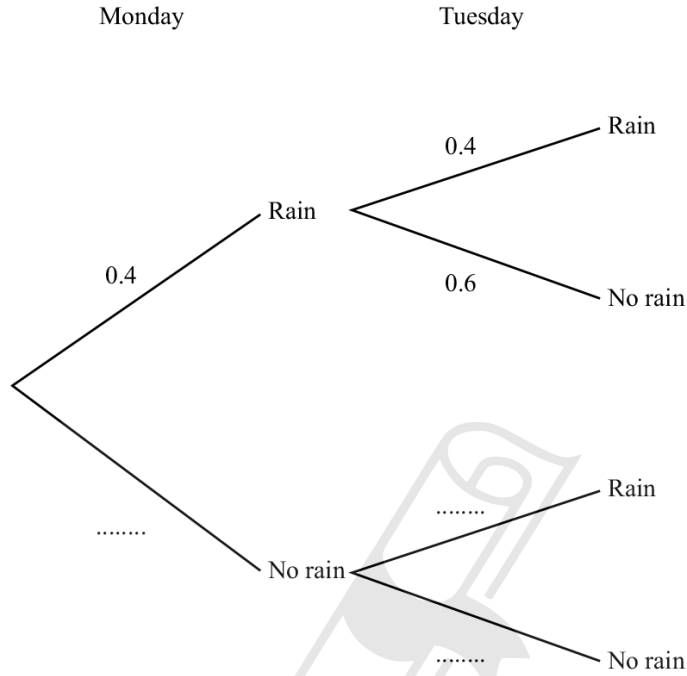 Monday Tuesday
Rain
0.4
Rain
0.4
0.6
No rain
Rain
........
........
No rain
No rain
........